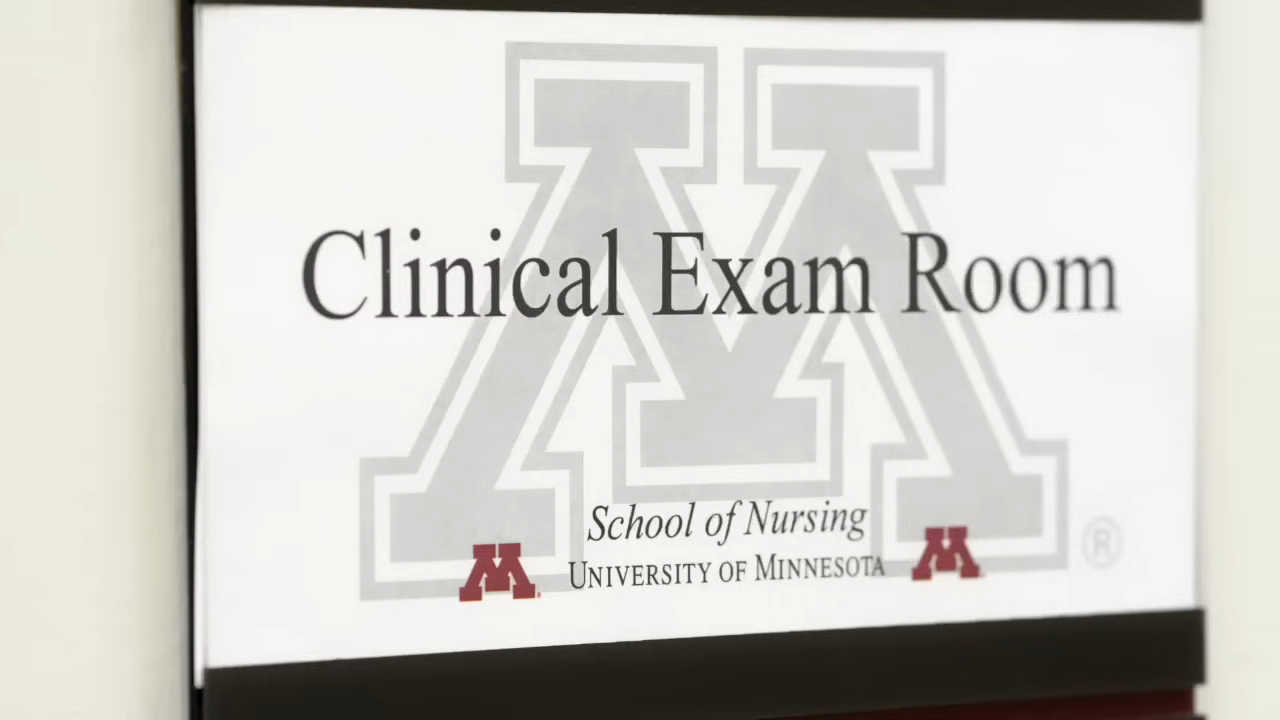 Clinical Exam Room
School of Nursing
UNIVERSITY OF MINNESOTA
M M
®